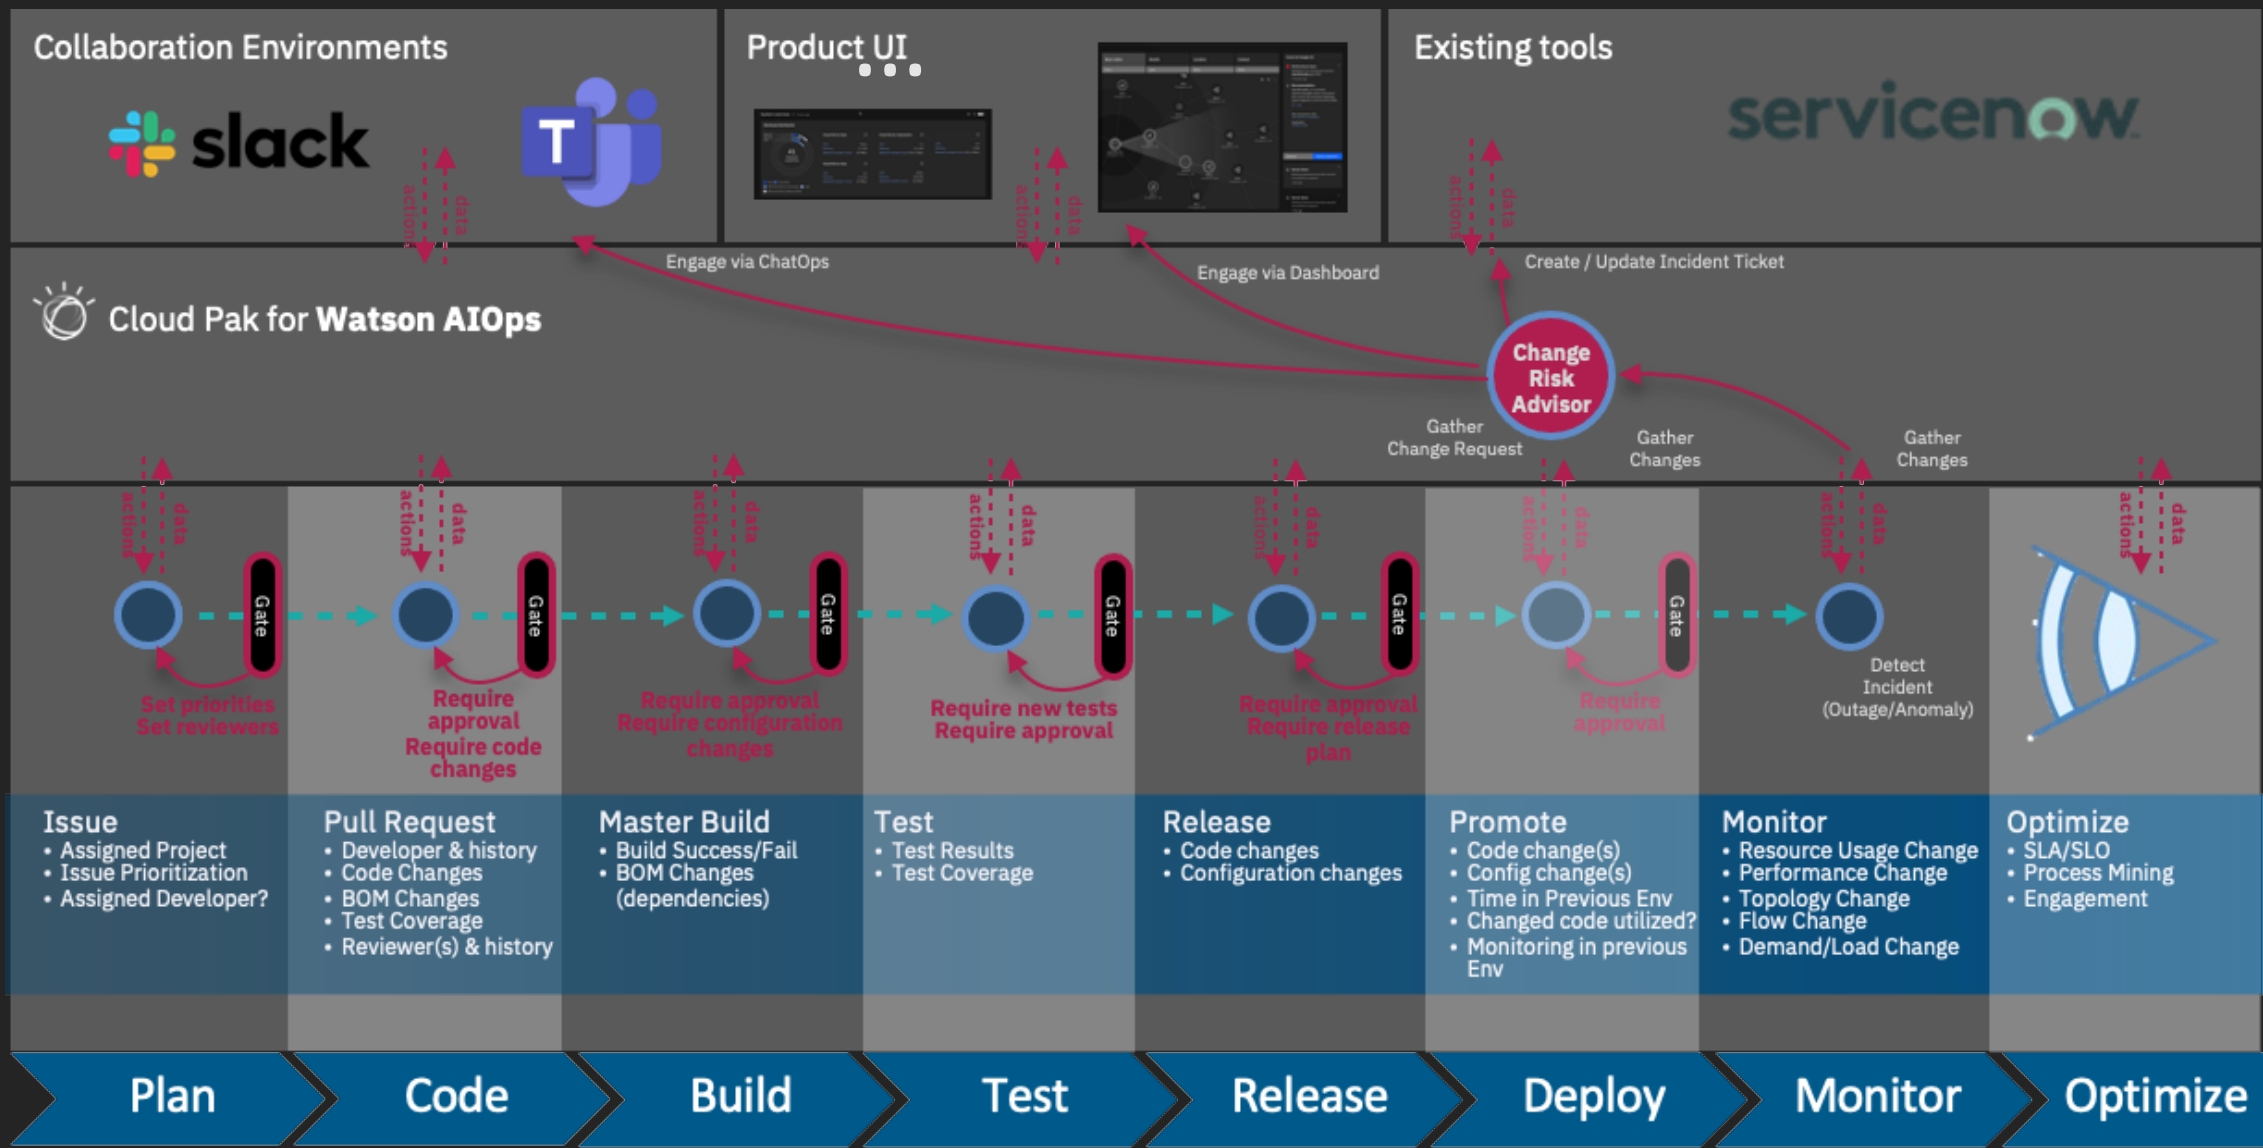 Collaboration Environments
slack
T
Product UI
Existing tools
servicenow
actions
data
actions
data
actions
data
Engage via ChatOps
Engage via Dashboard
Create / Update Incident Ticket
Cloud Pak for Watson AIOps
Change
Risk
Advisor
Gather
Change Request
Gather
Changes
Gather
Changes
actions
data
actions
data
actions
data
actions
data
actions
data
actions
data
actions
data
actions
data
Gate
Gate
Gate
Gate
Gate
Gate
Set priorities
Set reviewers
Require
approval
Require code
changes
Require approval
Require configuration
changes
Require new tests
Require approval
Require approval
Require release
plan
Require
approval
Detect
Incident
(Outage/Anomaly)
Issue
• Assigned Project
• Issue Prioritization
• Assigned Developer?
Pull Request
• Developer & history
• Code Changes
• BOM Changes
• Test Coverage
• Reviewer(s) & history
Master Build
• Build Success/Fail
• BOM Changes
(dependencies)
Test
• Test Results
• Test Coverage
Release
• Code changes
• Configuration changes
Promote
• Code change(s)
• Config change(s)
• Time in Previous Env
• Changed code utilized?
• Monitoring in previous
Env
Monitor
• Resource Usage Change
• Performance Change
• Topology Change
• Flow Change
• Demand/Load Change
Optimize
• SLA/SLO
• Process Mining
• Engagement
Plan
Code
Build
Test
Release
Deploy
Monitor
Optimize